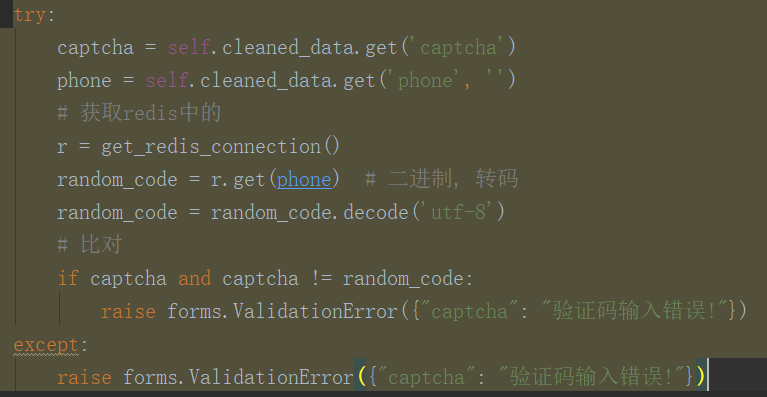 try:
    captcha = self.cleaned_data.get('captcha')
    phone = self.cleaned_data.get('phone', '')
    # 获取redis中的
    r = get_redis_connection()
    random_code = r.get(phone)  # 二进制, 转码
    random_code = random_code.decode('utf-8')
    # 比对
    if captcha and captcha != random_code:
        raise forms.ValidationError({"captcha": "验证码输入错误!"})
except:
    raise forms.ValidationError({"captcha": "验证码输入错误!"})